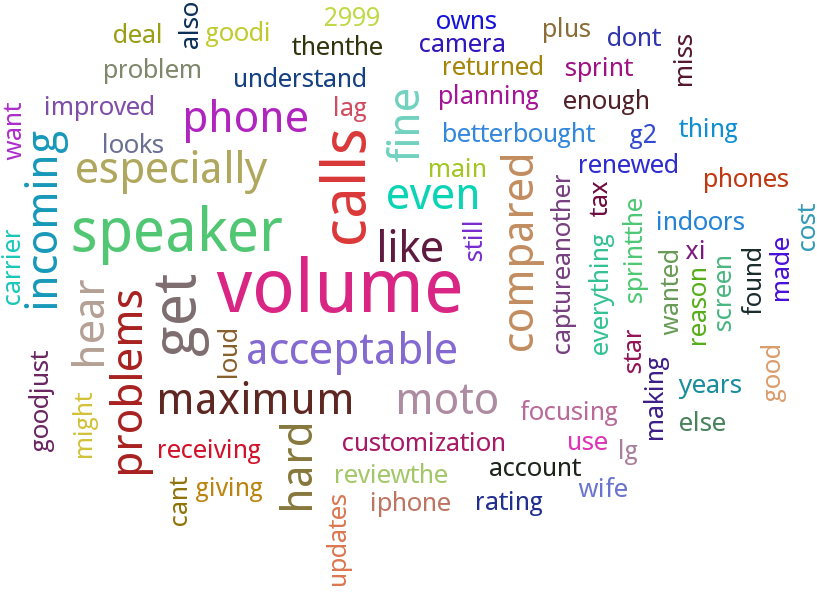 also
2999
owns
plus
deal
goodi
thenthe
camera
dont
miss
problem
understand
returned
sprint
want
improved
phone
lag
fine
planning
enough
looks
betterbought
g2
thing
incoming
especially
calls
main
renewed
phones
even
compared
captureanother
tax
speaker
like
still
everything
sprintthe
indoors
xi
cost
carrier
volume
wanted
reason
screen
found
made
get
hear
problems
loud
acceptable
star
making
years
good
goodjust
might
maximum
moto
focusing
else
receiving
hard
customization
use
lg
cant
giving
reviewthe
account
wife
updates
iphone
rating